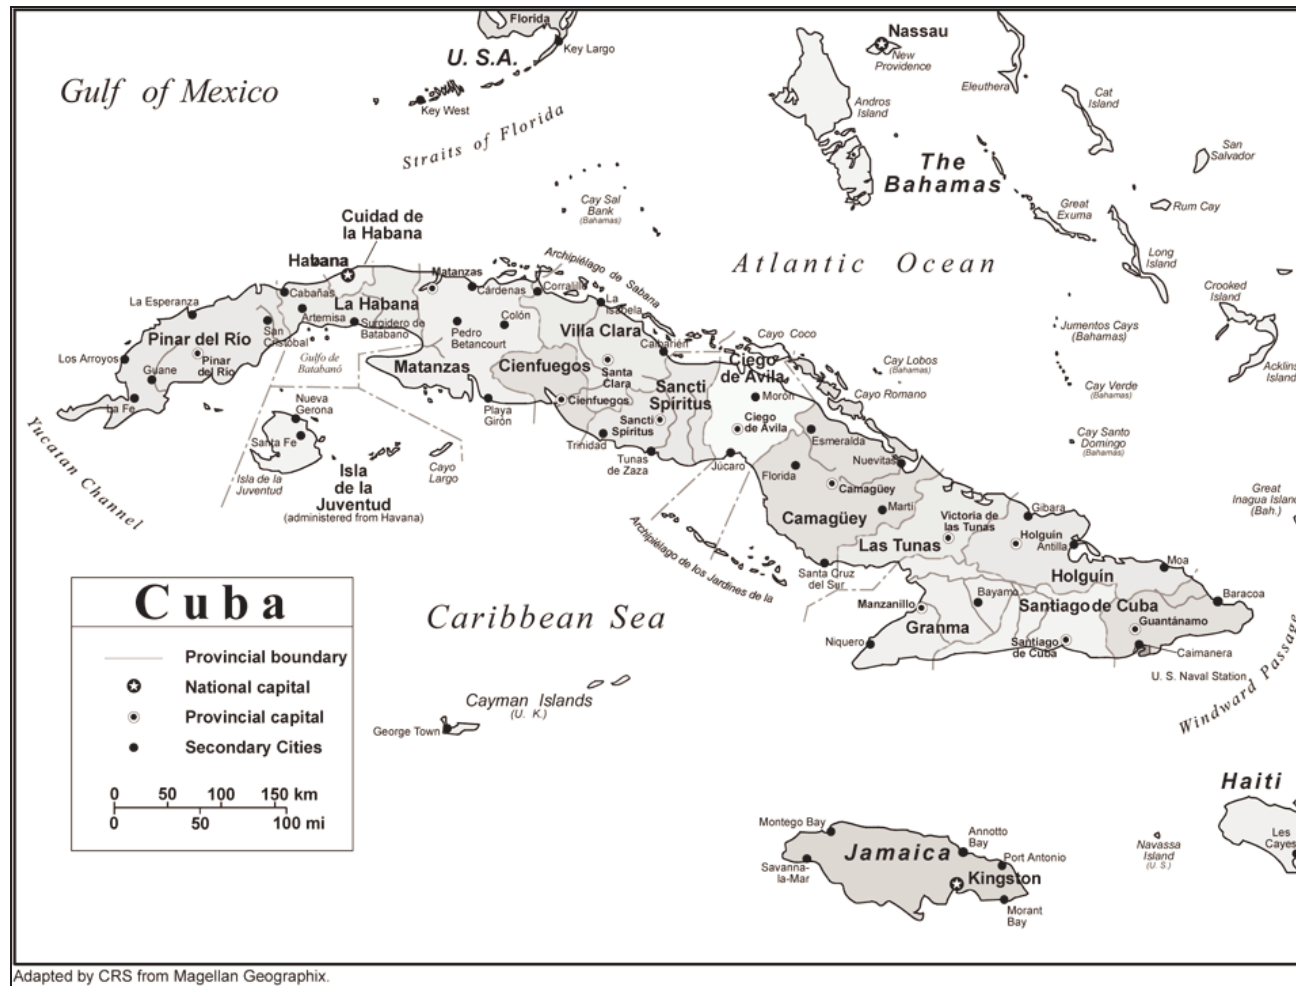 Florida
Key Largo
U. S.A.
Key West
Gulf of Mexico
Straits of Florida
Nassau
New
Providence
Eleuthera
Cat
Island
Andros
Island
San
Salvador
The
Bahamas
Great
Exuma
Rum Cay
Long
Island
Cay Sal
Bank
(Bahamas)
Cuidad de
la Habana
Habana
Atlantic Ocean
Crooked
Island
Acklins
Island
Jumentos Cays
(Bahamas)
Cay Verde
(Bahamas)
Cay Santo
Domingo
(Bahamas)
Cay Lobos
(Bahamas)
Great
Inagua Island
(Bah.)
Archipiélago de Sabana
Matanzas
Cárdenas
Corralillo
La
Isabela
Cabañas
La Habana
La Esperanza
Artemisa
Surgidero de
Batabanó
San
Cristóbal
Pinar del Río
Pinar
del Río
Los Arroyos
Guane
La Fe
Gulfo de
Batabanó
Colón
Pedro
Betancourt
Villa Clara
Caibarién
Cayo Coco
Matanzas
Cienfuegos
Santa
Clara
Ciego
de Avila
Sancti
Spiritus
Cayo Romano
Morón
Playa
Girón
Cienfuegos
Sancti
Spiritus
Ciego
de Avila
Esmeralda
Trinidad
Tunas
de Zaza
Júcaro
Florida
Nuevitas
Nueva
Gerona
Santa Fe
Isla de la
Juventud
Isla
de la
Juventud
(administered from Havana)
Cayo
Largo
Yucatan Channel
Camagüey
Camagüey
Martí
Archipiélago de los Jardines de la
Victoria de
las Tunas
Gibara
Las Tunas
Holguín
Antilla
Holguín
Moa
Santa Cruz
del Sur
Baracoa
Manzanillo
Bayamo
Santiago de Cuba
Granma
Guantánamo
Niquero
Santiago
de Cuba
Caimanera
U. S. Naval Station
Windward Passage
Caribbean Sea
Cayman Islands
(U. K.)
George Town
Cuba
Provincial boundary
National capital
Provincial capital
Secondary Cities
0 50 100 150 km
0 50 100 mi
Haiti
Les
Cayes
Navassa
Island
(U.S.)
Montego Bay
Annotto
Bay
Jamaica
Port Antonio
Savanna-
la-Mar
Kingston
Morant
Bay
Adapted by CRS from Magellan Geographix.